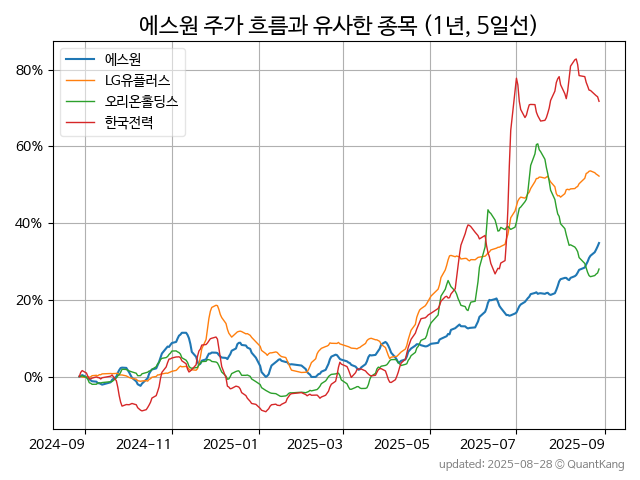 에스원 주가 흐름과 유사한 종목 (1년, 5일선)
에스원
LG유플러스
오리온홀딩스
한국전력
80%
60%
40%
20%
0%
2024-09
2024-11
2025-01
2025-03
2025-05
2025-07
2025-09
updated: 2025-08-28 © QuantKang